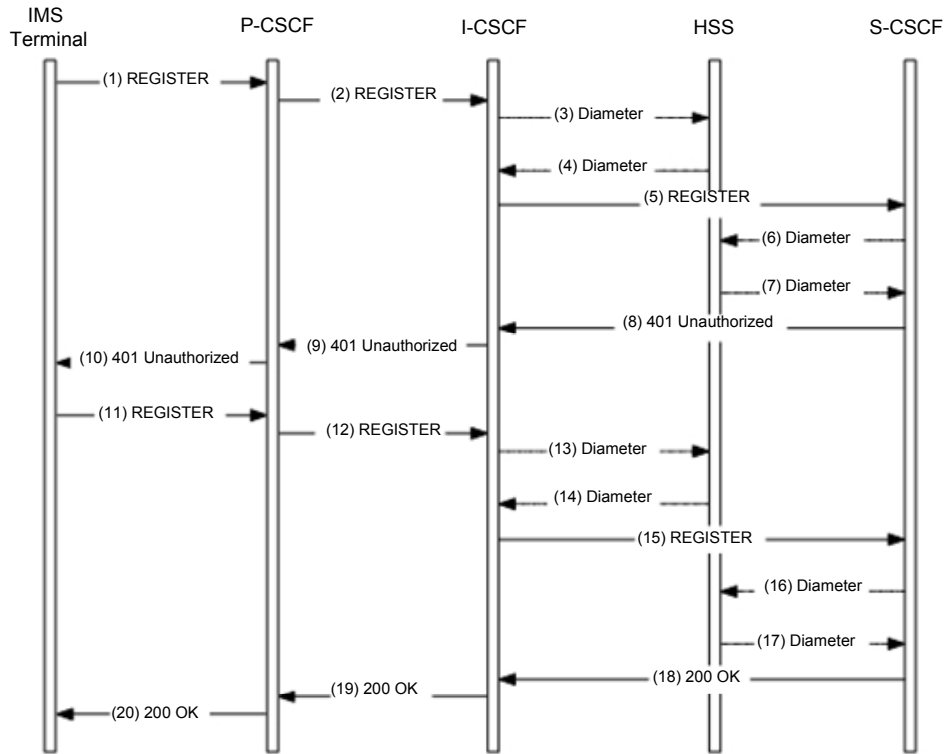 IMS
Terminal
P-CSCF
I-CSCF
HSS
S-CSCF
(1) REGISTER
(2) REGISTER
(3) Diameter
(4) Diameter
(5) REGISTER
(6) Diameter
(7) Diameter
(8) 401 Unauthorized
(9) 401 Unauthorized
(10) 401 Unauthorized
(11) REGISTER
(12) REGISTER
(13) Diameter
(14) Diameter
(15) REGISTER
(16) Diameter
(17) Diameter
(18) 200 OK
(19) 200 OK
(20) 200 OK